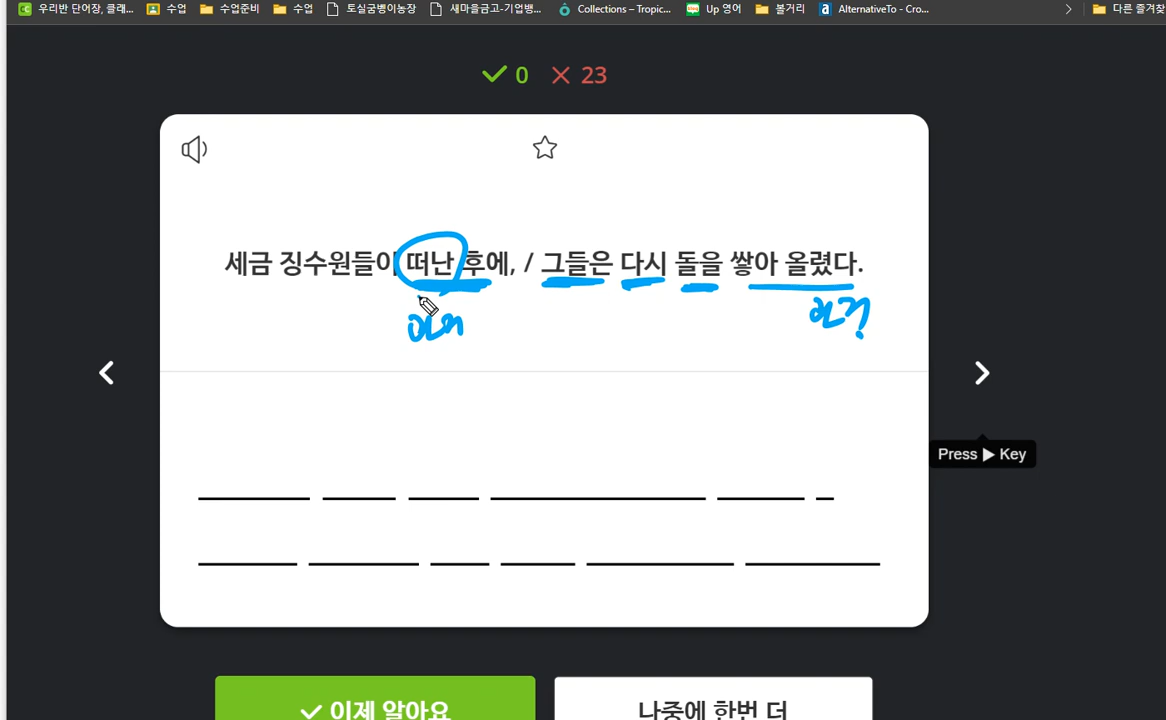 우리반 단어장, 클래... 수업 수업준비 수업 토실굼벵이농장 새마을금고-기업뱅... Collections – Tropic... Up 영어 볼거리 AlternativeTo - Cro... 다른 즐겨찾
0 23
세금 징수원들이 떠난 후에, / 그들은 다시 돌을 쌓아 올렸다.
Press ▶ Key
이제 알아요 나중에 한번 더